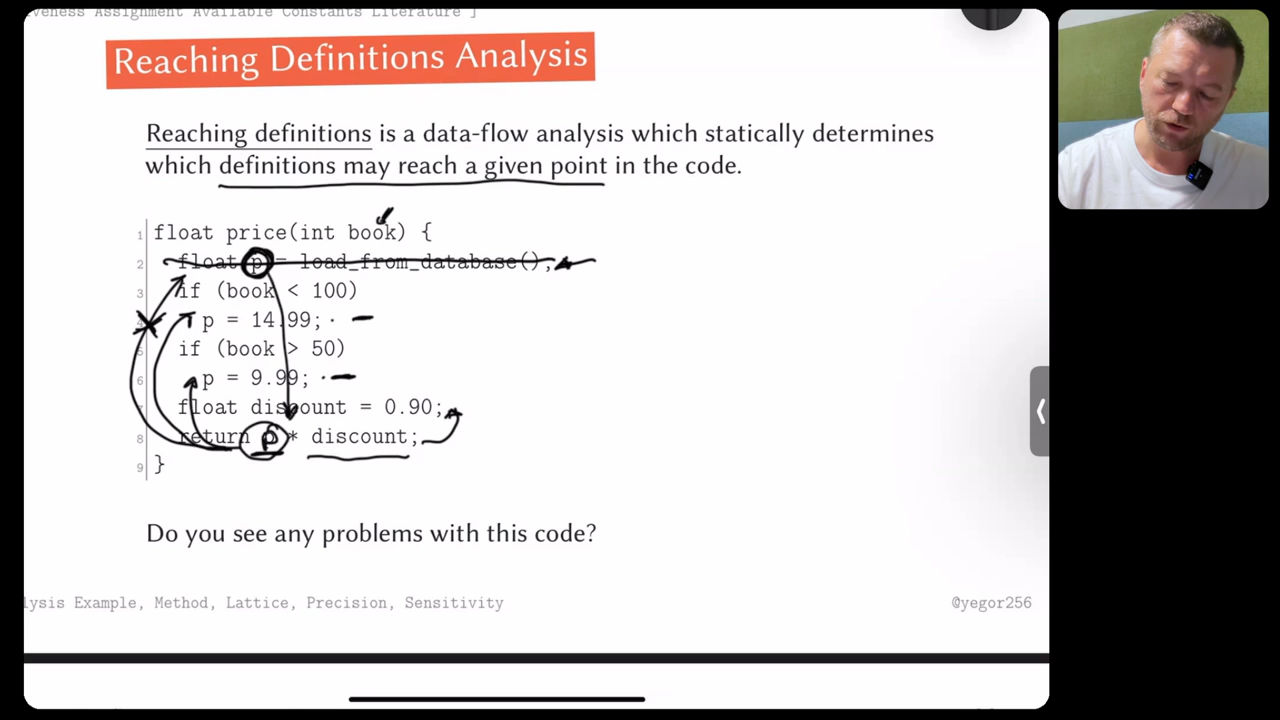 veness Assignment Available Constants Literature ]
Reaching Definitions Analysis
Reaching definitions is a data-flow analysis which statically determines
which definitions may reach a given point in the code.
1 float price(int book) {
2 float p = load_from_database();
3 if (book < 100)
p = 14.99;
5 if (book > 50)
6 p = 9.99;
7 float discount = 0.90;
8 return p * discount;
9 }
Do you see any problems with this code?
lysis Example, Method, Lattice, Precision, Sensitivity
@yegor256